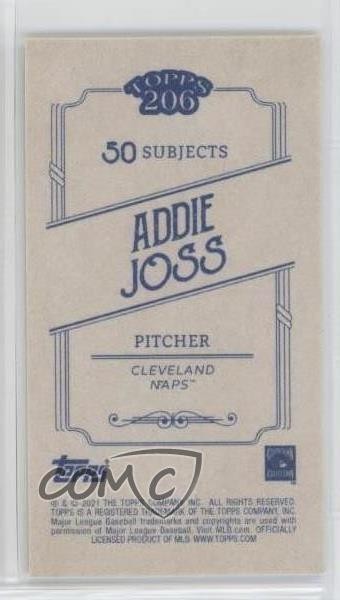 TOPPS
206
50 SUBJECTS
ADDIE
JOSS
PITCHER
CLEVELAND
NAPS™
topps
COMC
® & © 2021 THE TOPPS COMPANY, INC. ALL RIGHTS RESERVED.
TOPPS IS A REGISTERED TRADEMARK OF THE TOPPS COMPANY, INC.
Major League Baseball trademarks and copyrights are used with
permission of Major League Baseball. Visit MLB.com. OFFICIALLY
LICENSED PRODUCT OF MLB. WWW.TOPPS.COM